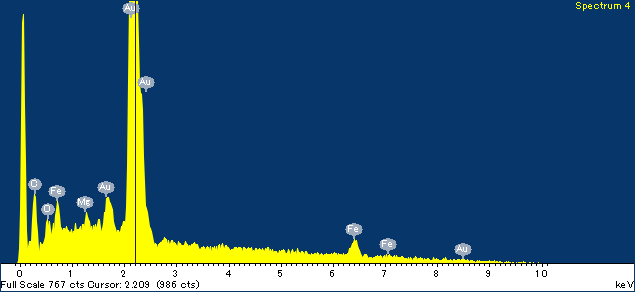 Spectrum 4
Au
Au
O
O
Fe
Mg
Au
Fe
Fe
Au
0 1 2 3 4 5 6 7 8 9 10
Full Scale 767 cts Cursor: 2.209 (986 cts) keV